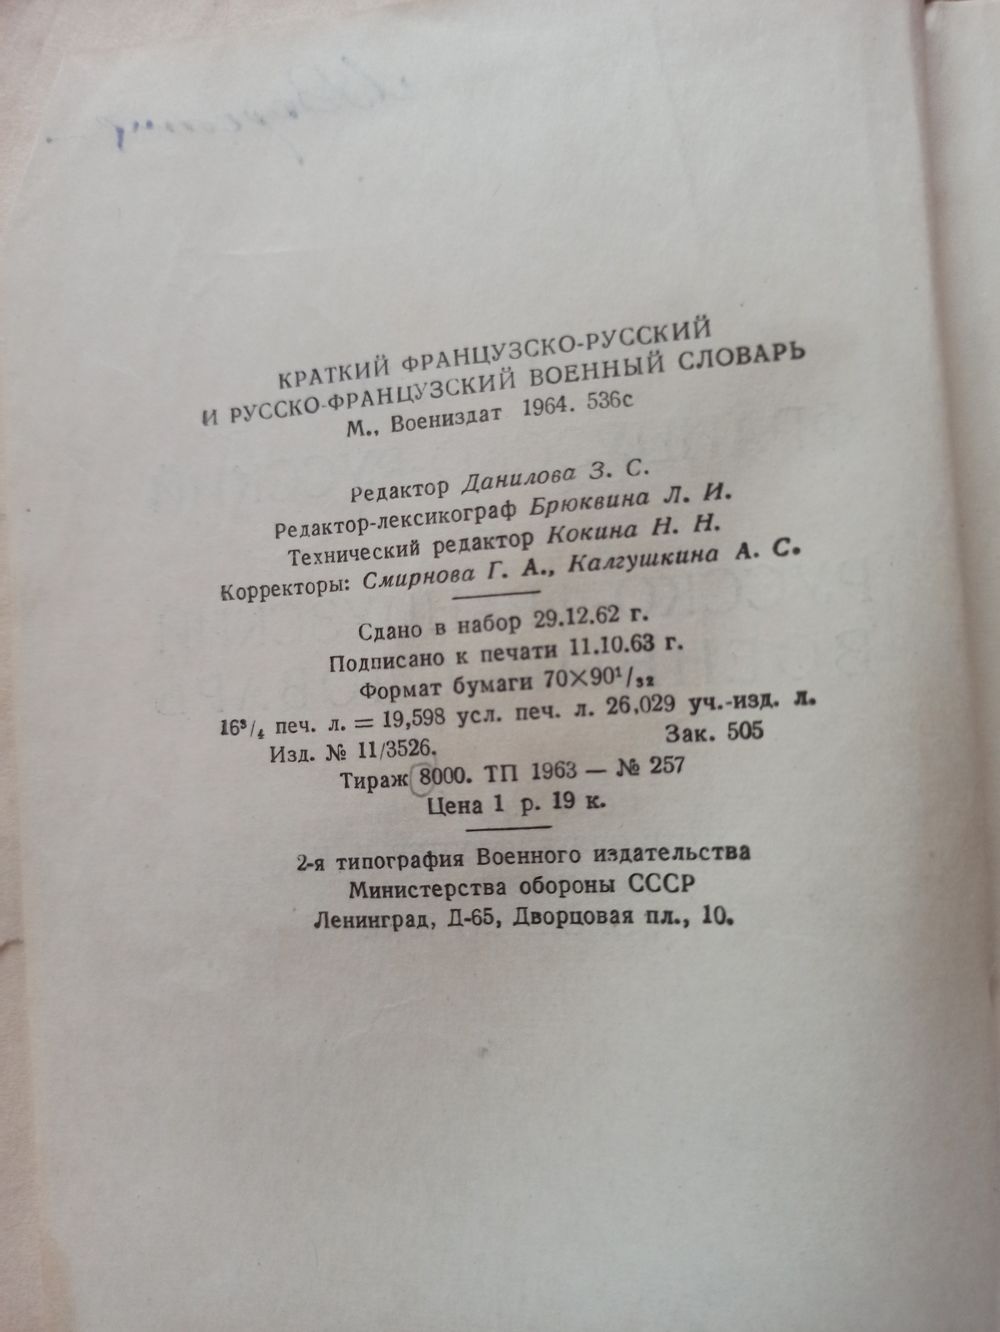 КРАТКИЙ ФРАНЦУЗСКО-РУССКИЙ
И РУССКО-ФРАНЦУЗСКИЙ ВОЕННЫЙ СЛОВАРЬ
М., Воениздат 1964. 536с
Редактор Данилова З. С.
Редактор-лексикограф Брюквина Л. И.
Технический редактор Кокина Н. Н.
Корректоры: Смирнова Г. А., Калгушкина А. С.
Сдано в набор 29.12.62 г.
Подписано к печати 11.10.63 г.
Формат бумаги 70×90¹/₃₂
16³/₄ печ. л. = 19,598 усл. печ. л. 26,029 уч.-изд. л.
Изд. № 11/3526. Зак. 505
Тираж 8000. ТП 1963 — № 257
Цена 1 р. 19 к.
2-я типография Военного издательства
Министерства обороны СССР
Ленинград, Д-65, Дворцовая пл., 10.